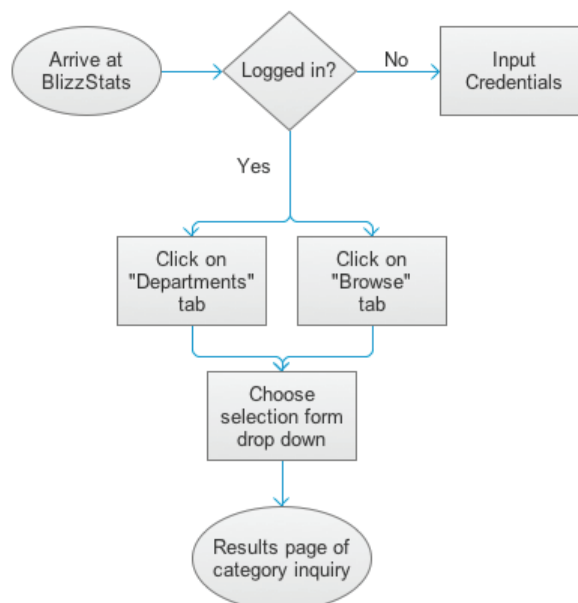 Arrive at
BlizzStats
Logged in?
No
Input
Credentials
Yes
Click on
"Departments"
tab
Click on
"Browse"
tab
Choose
selection form
drop down
Results page of
category inquiry